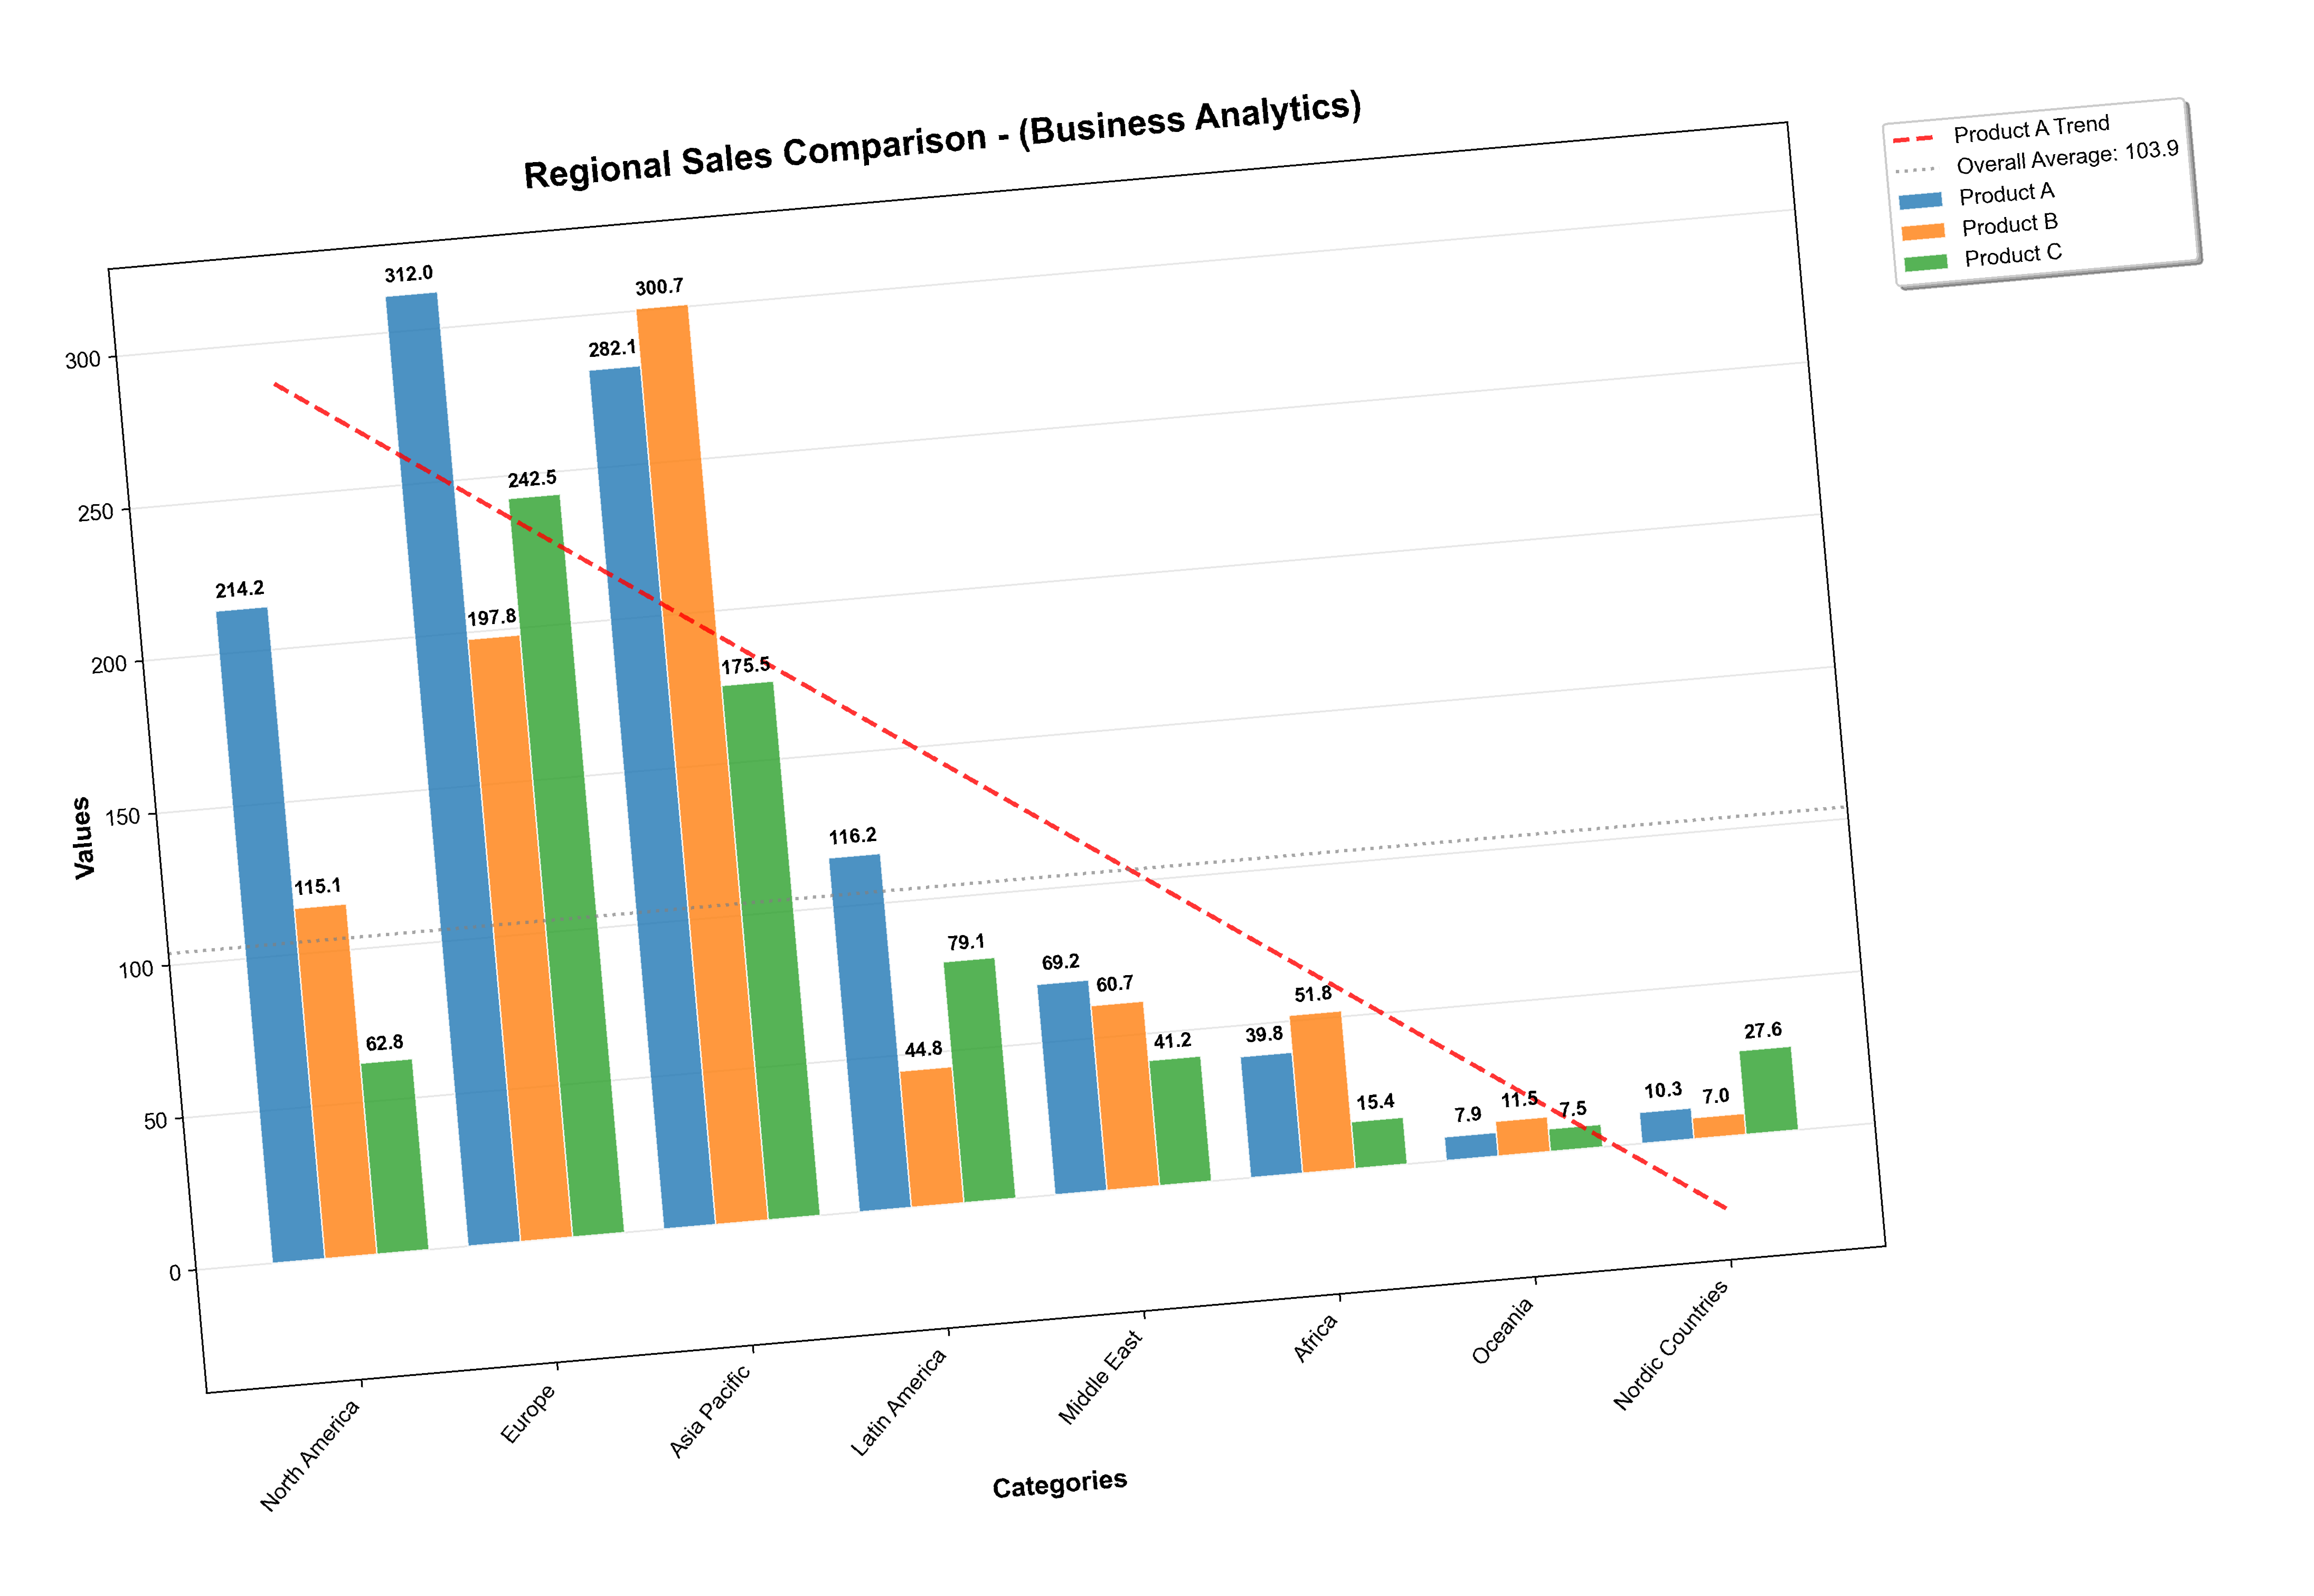 Regional Sales Comparison - (Business Analytics)
Product A Trend
Overall Average: 103.9
Product A
Product B
Product C
Values
300
250
200
150
100
50
0
214.2
115.1
62.8
312.0
197.8
242.5
282.1
300.7
175.5
116.2
44.8
79.1
69.2
60.7
41.2
39.8
51.8
15.4
7.9
11.5
7.5
10.3
7.0
27.6
North America
Europe
Asia Pacific
Latin America
Middle East
Africa
Oceania
Nordic Countries
Categories